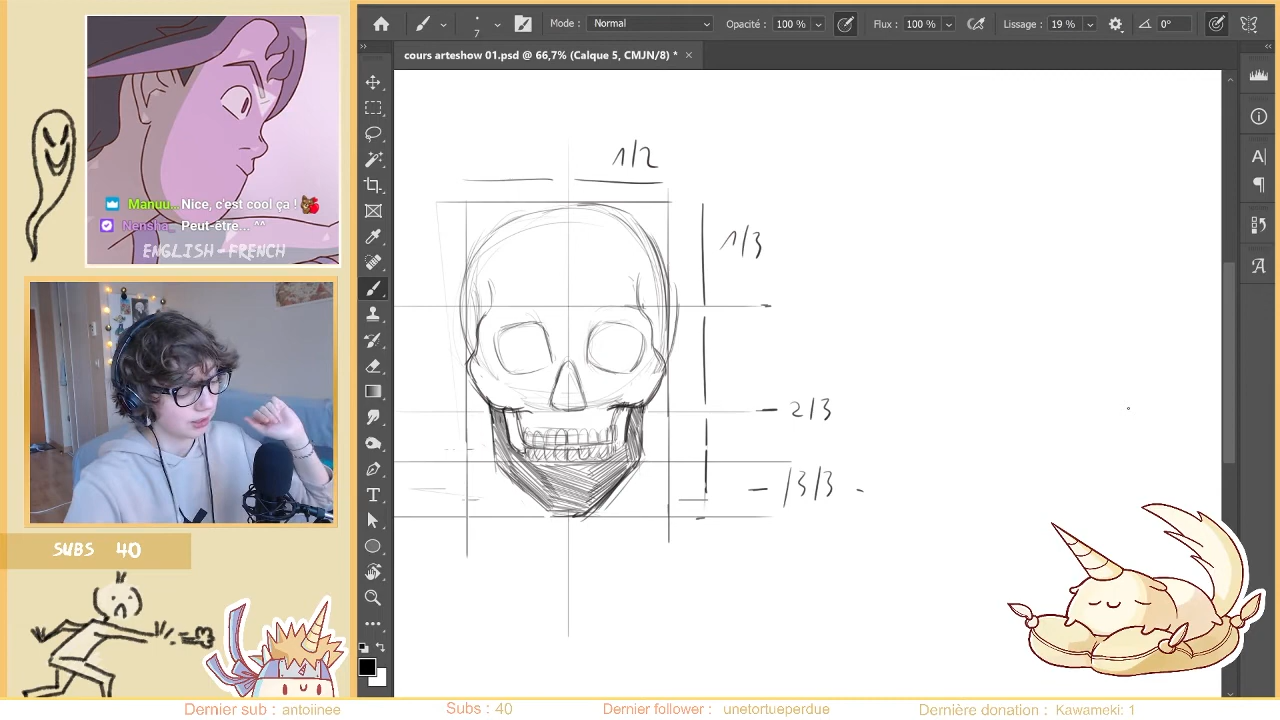 Mode : Normal Opacité : 100 % Flux : 100 % Lissage : 19 % 0°
7
cours arteshow 01.psd @ 66,7% (Calque 5, CMJN/8) * ×
1/2
1/3
2/3
3/3
Manuu... Nice, c'est cool ça !
Nensha_ Peut-être... ^^
ENGLISH-FRENCH
SUBS 40
Dernier sub : antoiinee Subs : 40 Dernier follower : unetortueperdue Dernière donation : Kawameki: 1